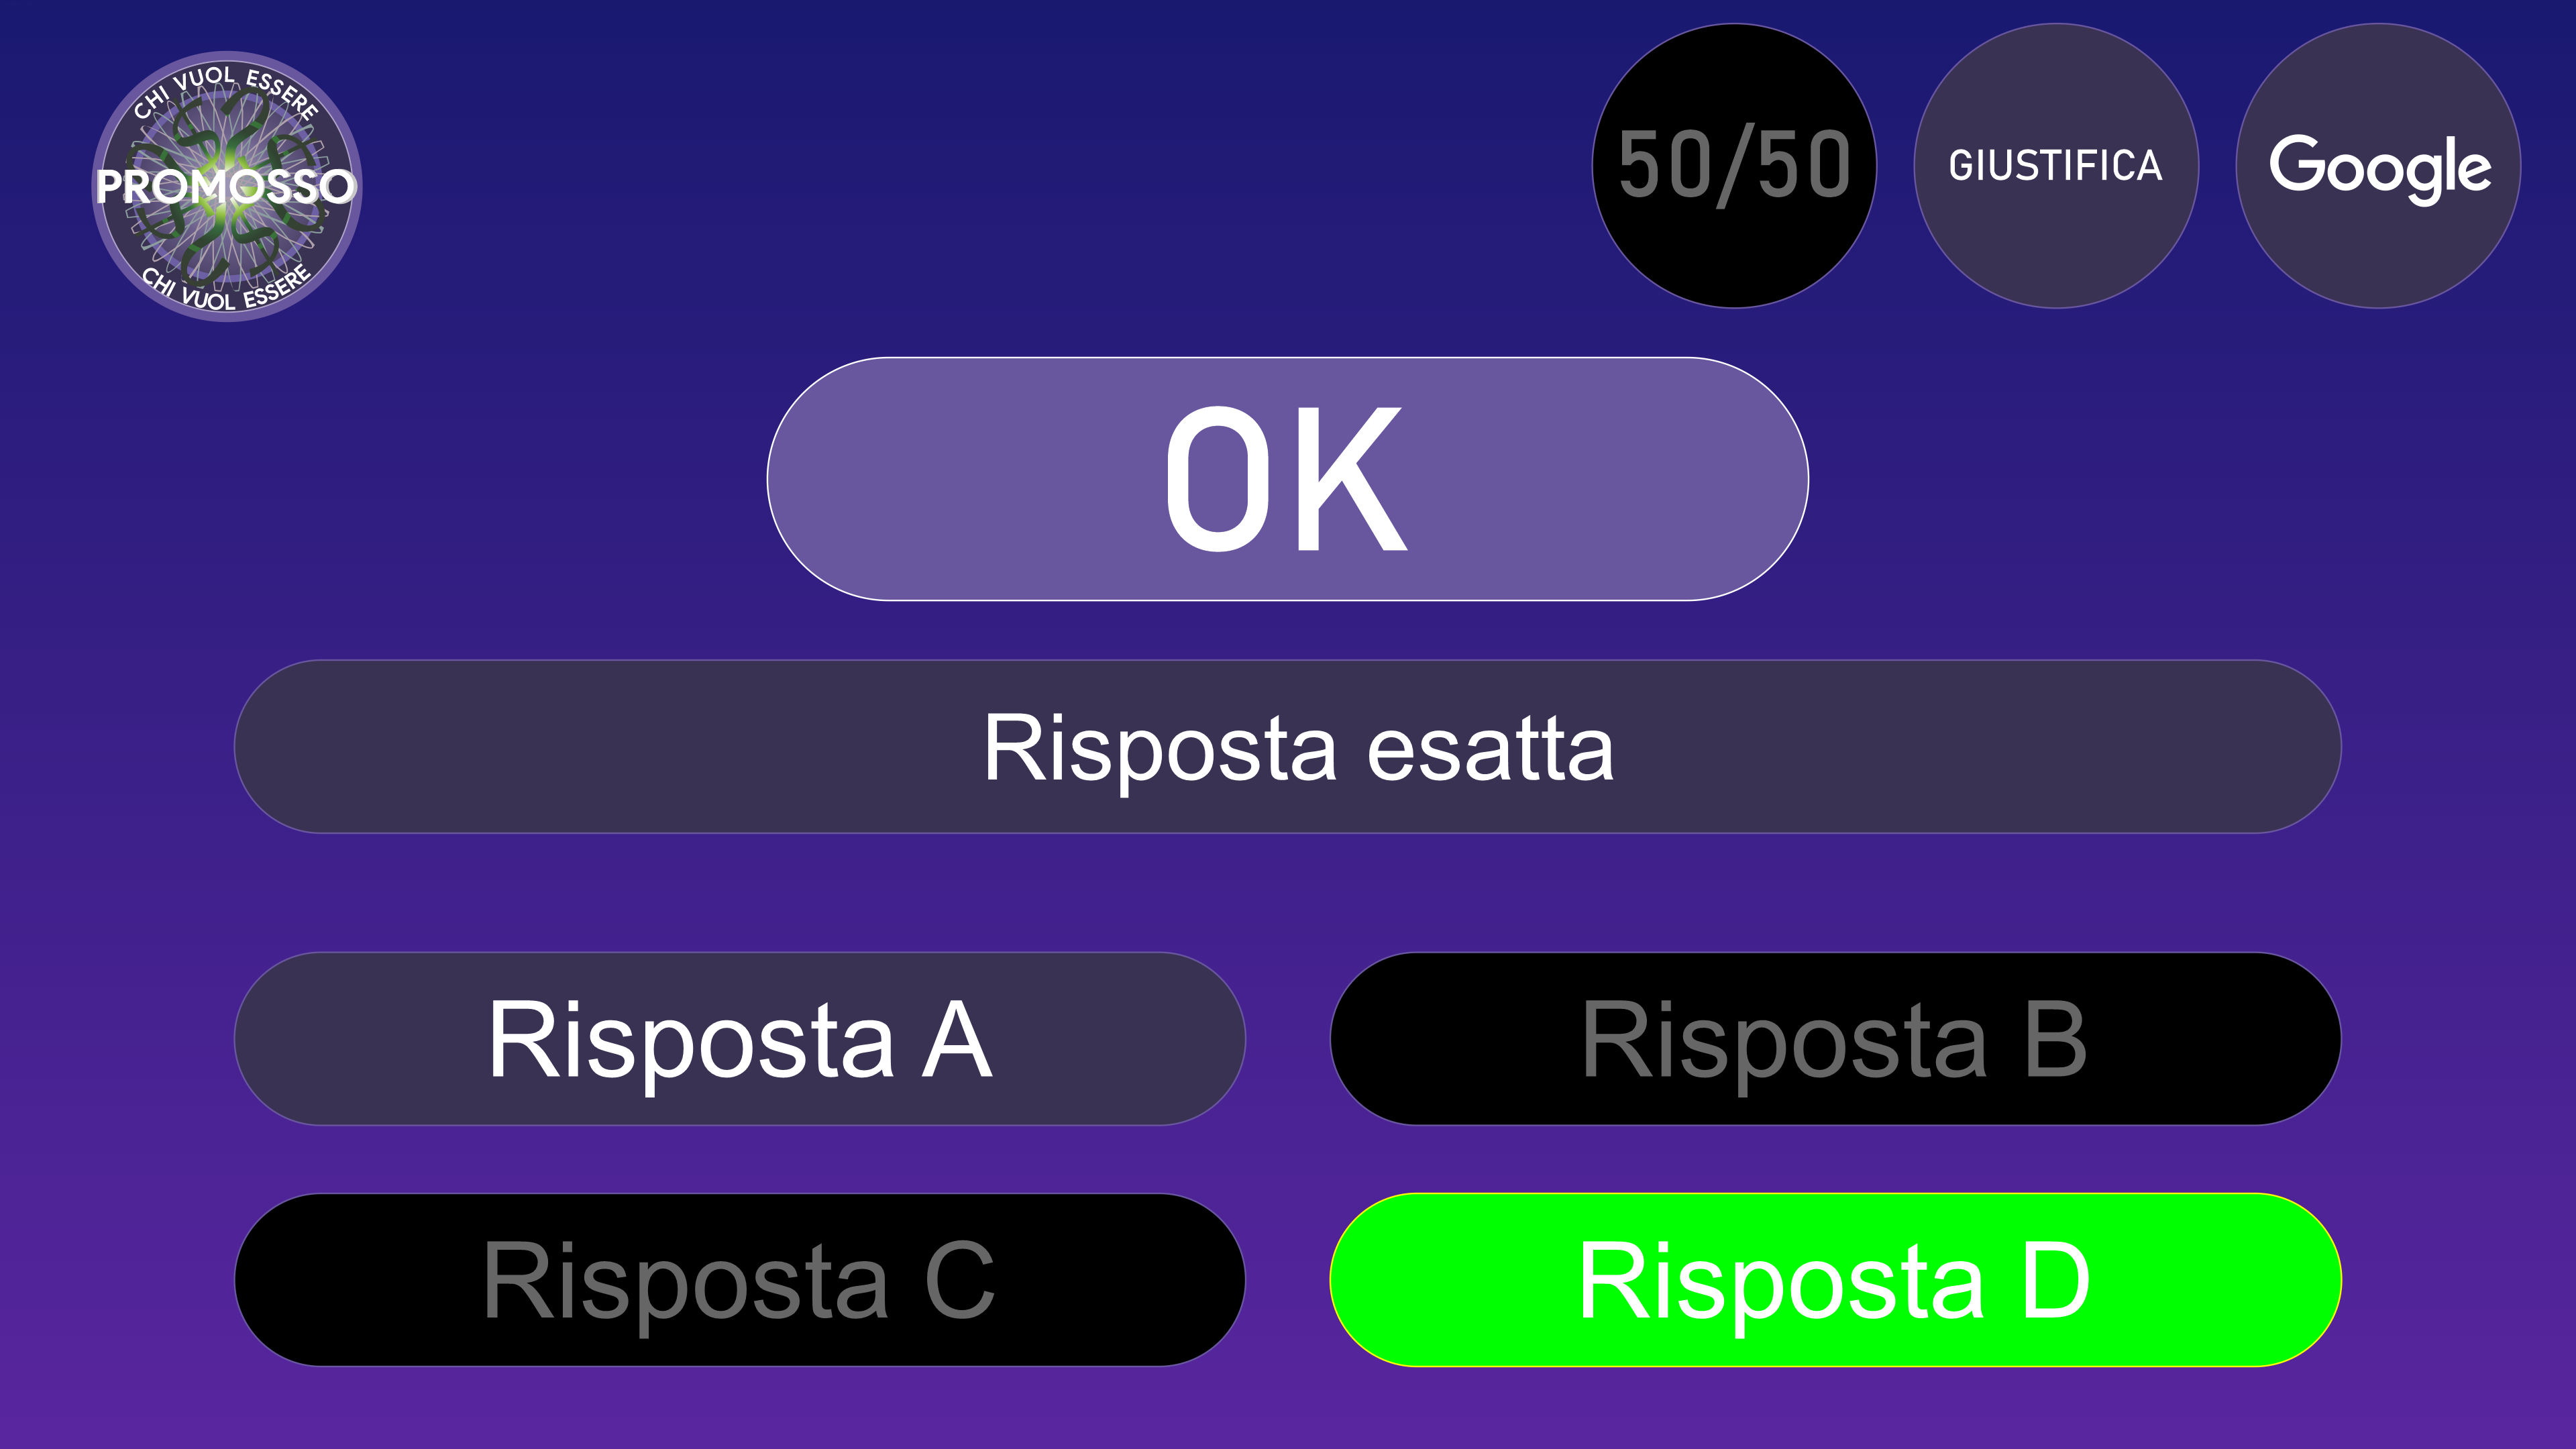 CHI VUOL ESSERE
PROMOSSO
CHI VUOL ESSERE
50/50
GIUSTIFICA
Google
OK
Risposta esatta
Risposta A
Risposta B
Risposta C
Risposta D